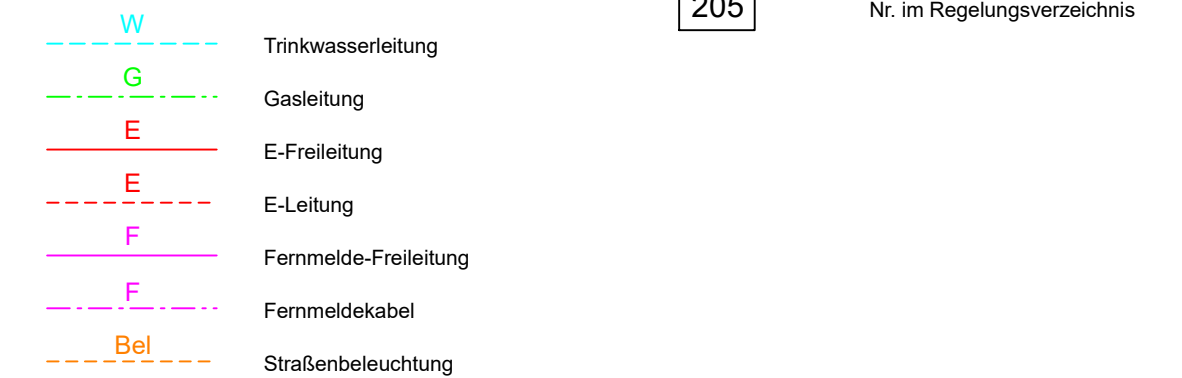 205
Nr. im Regelungsverzeichnis
W
Trinkwasserleitung
G
Gasleitung
E
E-Freileitung
E
E-Leitung
F
Fernmelde-Freileitung
F
Fernmeldekabel
Bel
Straßenbeleuchtung